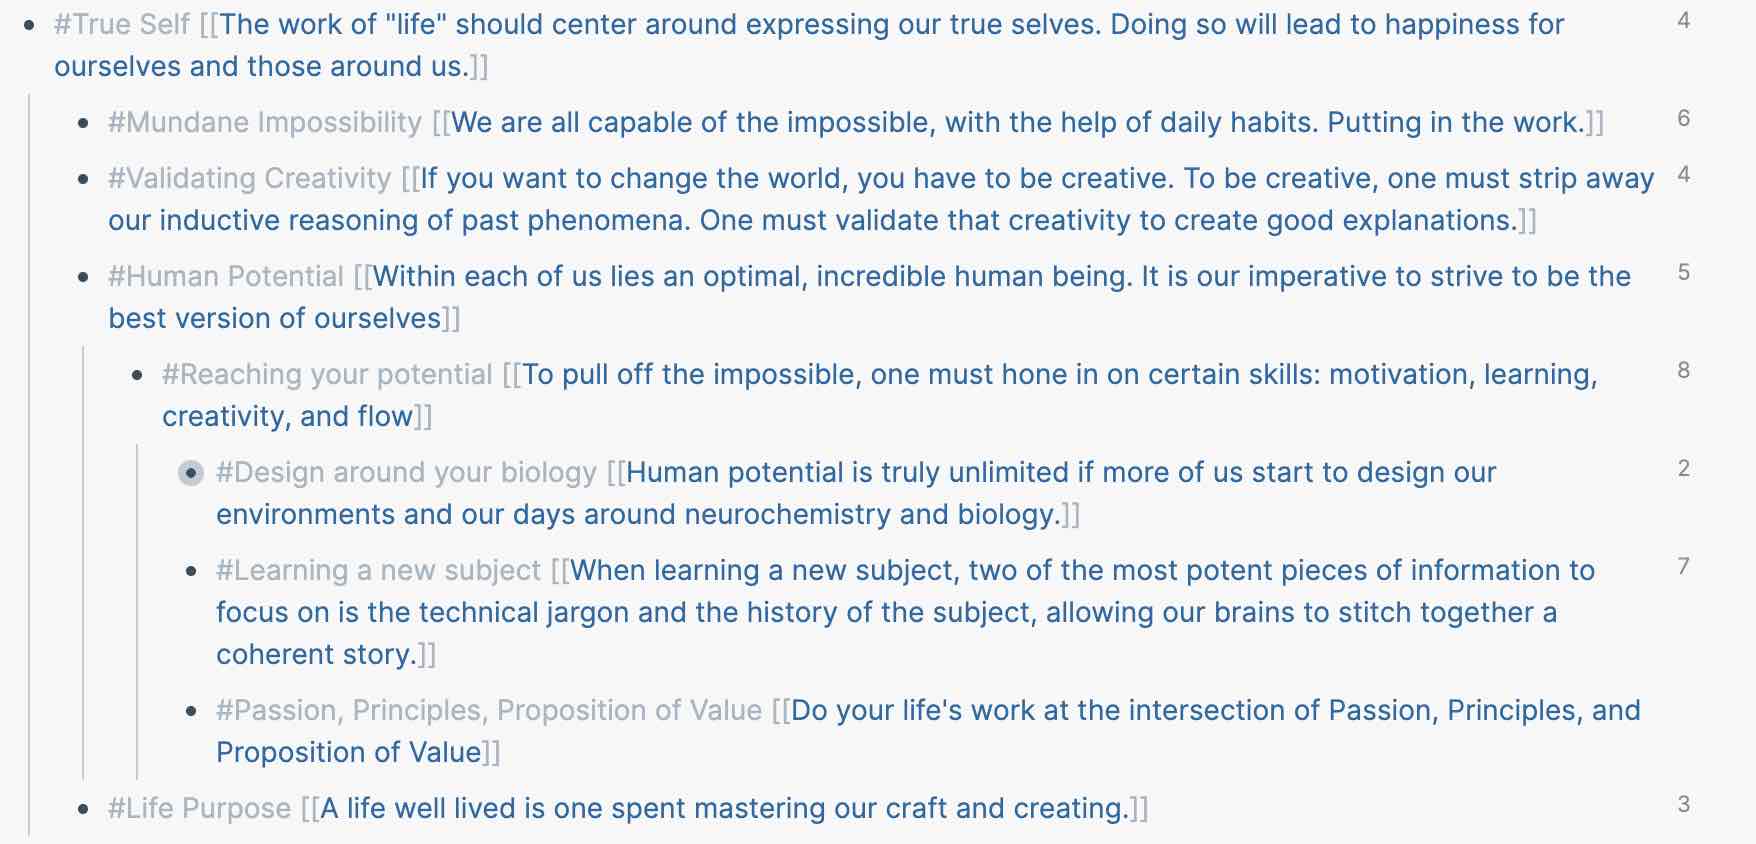 #True Self [[The work of "life" should center around expressing our true selves. Doing so will lead to happiness for 4
ourselves and those around us.]]
#Mundane Impossibility [[We are all capable of the impossible, with the help of daily habits. Putting in the work.]] 6
#Validating Creativity [[If you want to change the world, you have to be creative. To be creative, one must strip away 4
our inductive reasoning of past phenomena. One must validate that creativity to create good explanations.]]
#Human Potential [[Within each of us lies an optimal, incredible human being. It is our imperative to strive to be the 5
best version of ourselves]]
#Reaching your potential [[To pull off the impossible, one must hone in on certain skills: motivation, learning, 8
creativity, and flow]]
#Design around your biology [[Human potential is truly unlimited if more of us start to design our 2
environments and our days around neurochemistry and biology.]]
#Learning a new subject [[When learning a new subject, two of the most potent pieces of information to 7
focus on is the technical jargon and the history of the subject, allowing our brains to stitch together a
coherent story.]]
#Passion, Principles, Proposition of Value [[Do your life's work at the intersection of Passion, Principles, and
Proposition of Value]]
#Life Purpose [[A life well lived is one spent mastering our craft and creating.]] 3